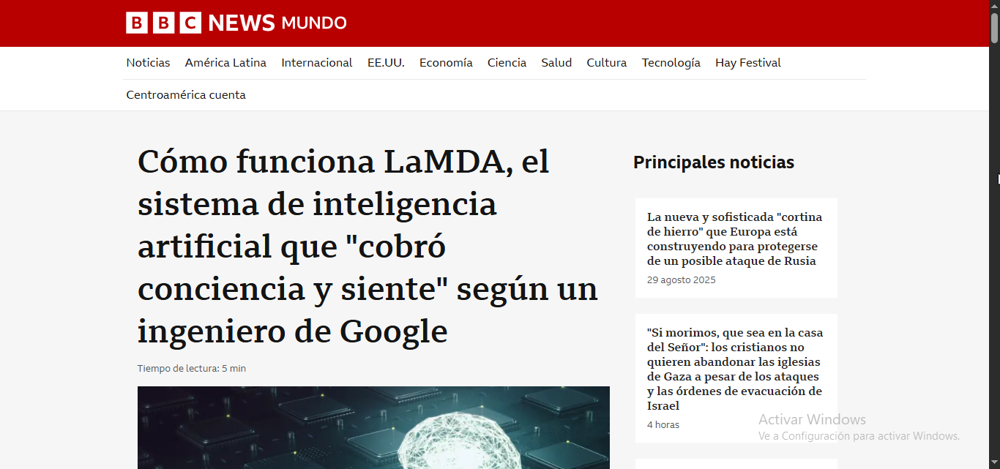 BBC NEWS MUNDO
Noticias América Latina Internacional EE.UU. Economía Ciencia Salud Cultura Tecnología Hay Festival
Centroamérica cuenta
Cómo funciona LaMDA, el
sistema de inteligencia
artificial que "cobró
conciencia y siente" según un
ingeniero de Google
Tiempo de lectura: 5 min
Principales noticias
La nueva y sofisticada "cortina
de hierro" que Europa está
construyendo para protegerse
de un posible ataque de Rusia
29 agosto 2025
"Si morimos, que sea en la casa
del Señor": los cristianos no
quieren abandonar las iglesias
de Gaza a pesar de los ataques
y las órdenes de evacuación de
Israel
4 horas
Activar Windows
Ve a Configuración para activar Windows.